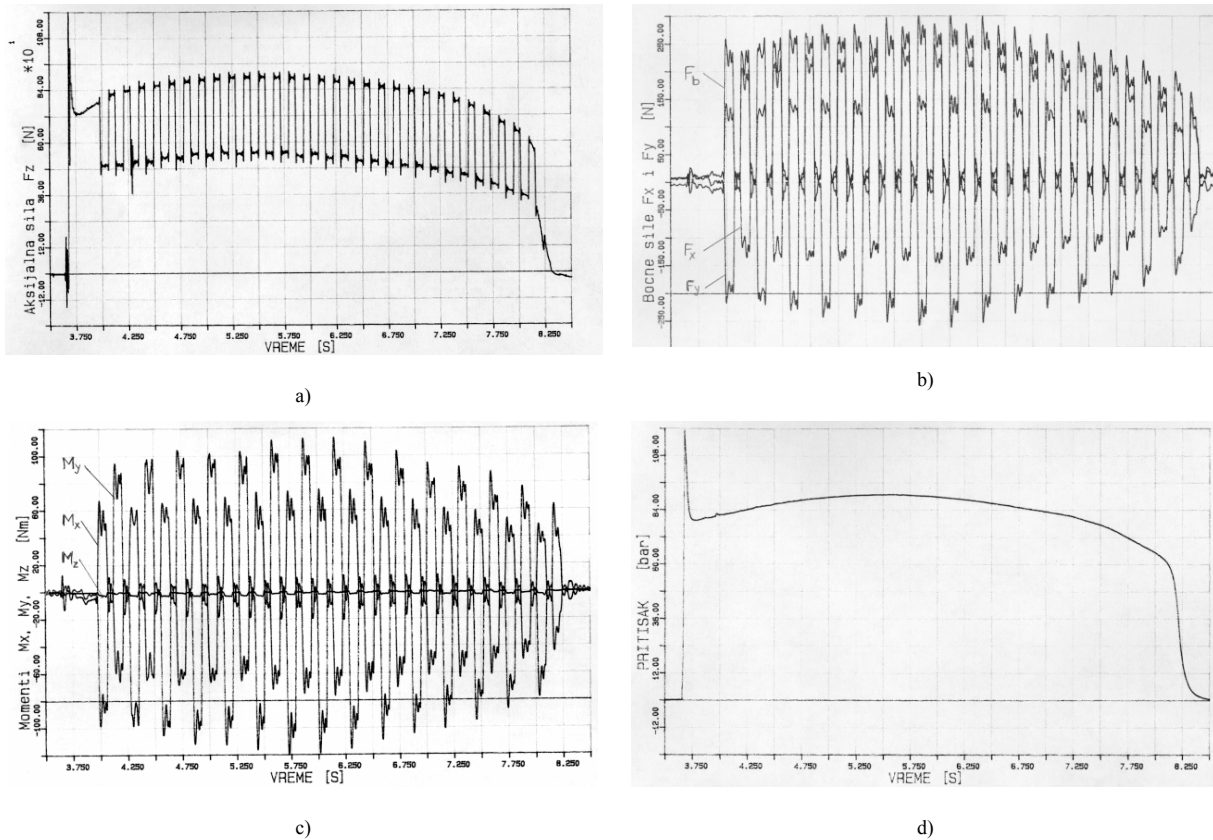 Aksijalna sila Fz [N] *10 1
108.00
84.00
60.00
36.00
12.00
-12.00
3.750 4.250 4.750 5.250 5.750 6.250 6.750 7.250 7.750 8.250
VREME [S]
a)
Bocne sile Fx i Fy [N]
250.00
150.00
50.00
-50.00
-150.00
-250.00
Fb
Fx
Fy
3.750 4.250 4.750 5.250 5.750 6.250 6.750 7.250 7.750 8.250
VREME [S]
b)
Momenti Mx, My, Mz [Nm]
100.00
60.00
20.00
-20.00
-60.00
-100.00
My
Mx
Mz
3.750 4.250 4.750 5.250 5.750 6.250 6.750 7.250 7.750 8.250
VREME [S]
c)
PRITISAK [bar]
108.00
84.00
60.00
36.00
12.00
-12.00
3.750 4.250 4.750 5.250 5.750 6.250 6.750 7.250 7.750 8.250
VREME [S]
d)